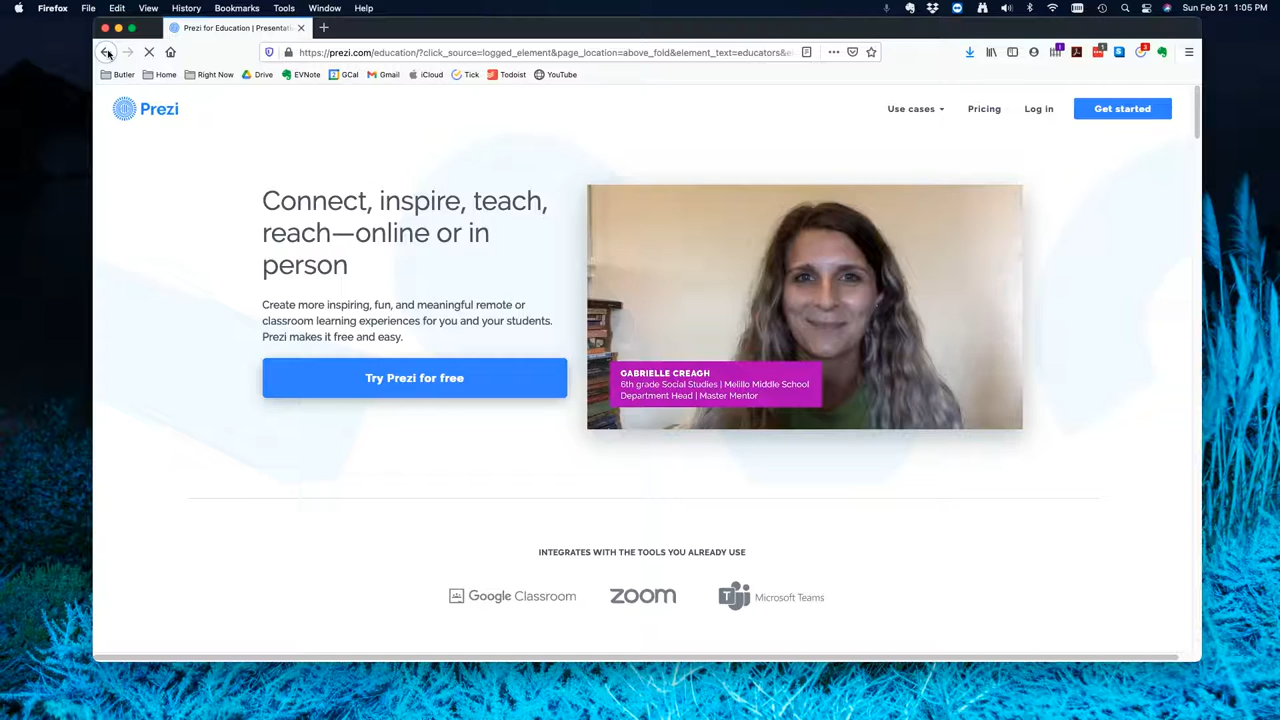 Firefox File Edit View History Bookmarks Tools Window Help
Sun Feb 21 1:05 PM
Prezi for Education | Presentatio
https://prezi.com/education/?click_source=logged_element&page_location=above_fold&element_text=educators&el
Butler Home Right Now Drive EVNote GCal Gmail iCloud Tick Todoist YouTube
Prezi
Use cases Pricing Log in Get started
Connect, inspire, teach,
reach—online or in
person
Create more inspiring, fun, and meaningful remote or
classroom learning experiences for you and your students.
Prezi makes it free and easy.
Try Prezi for free
GABRIELLE CREAGH
6th grade Social Studies | Melillo Middle School
Department Head | Master Mentor
INTEGRATES WITH THE TOOLS YOU ALREADY USE
Google Classroom zoom Microsoft Teams